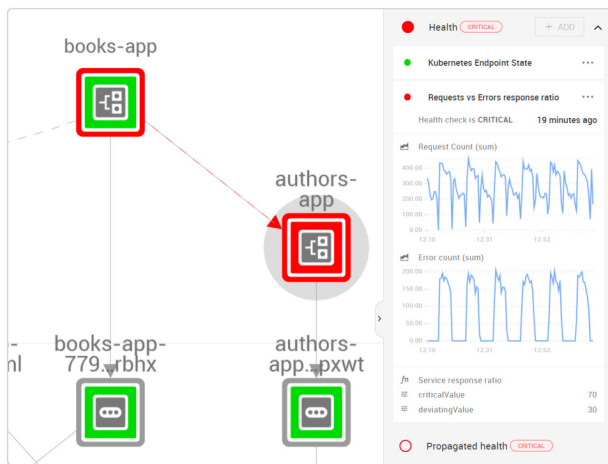 books-app
authors-
app
books-app-
779...rbhx
authors-
app...pxwt
-
ml
Health CRITICAL + ADD
Kubernetes Endpoint State
Requests vs Errors response ratio
Health check is CRITICAL 19 minutes ago
Request Count (sum)
400.00
300.00
200.00
100.00
0.00
12:10 12:31 12:52
Error count (sum)
200.00
150.00
100.00
50.00
0.00
12:10 12:31 12:52
fn Service response ratio
criticalValue 70
deviatingValue 30
Propagated health CRITICAL